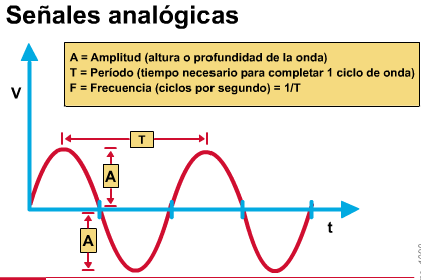 Señales analógicas
A = Amplitud (altura o profundidad de la onda)
T = Período (tiempo necesario para completar 1 ciclo de onda)
F = Frecuencia (ciclos por segundo) = 1/T
V
T
A
A
t